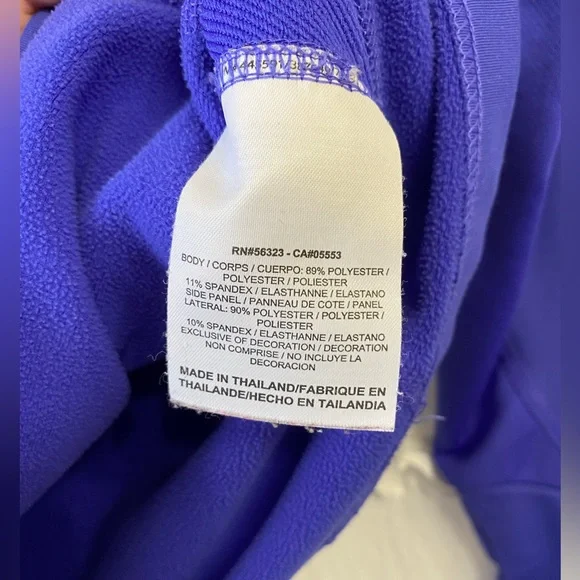 RN#56323 - CA#05553
BODY / CORPS / CUERPO: 89% POLYESTER /
POLYESTER / POLIESTER
11% SPANDEX / ELASTHANNE / ELASTANO
SIDE PANEL / PANNEAU DE COTE / PANEL
LATERAL: 90% POLYESTER / POLYESTER /
POLIESTER
10% SPANDEX / ELASTHANNE / ELASTANO
EXCLUSIVE OF DECORATION / DECORATION
NON COMPRISE / NO INCLUYE LA
DECORACION
MADE IN THAILAND/FABRIQUE EN
THAILANDE/HECHO EN TAILANDIA